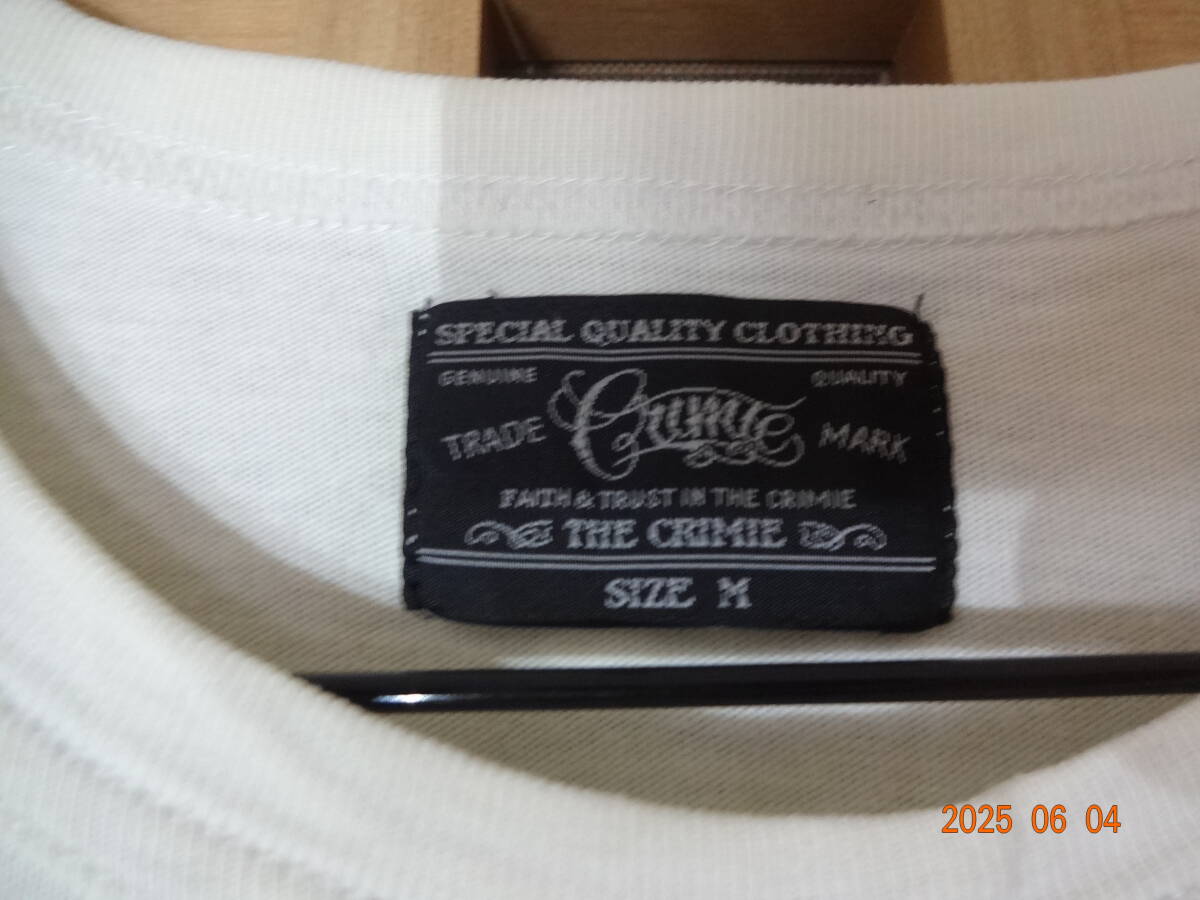 SPECIAL QUALITY CLOTHING
GENUINE QUALITY
TRADE Crimie MARK
FAITH & TRUST IN THE CRIMIE
THE CRIMIE
SIZE M
2025 06 04